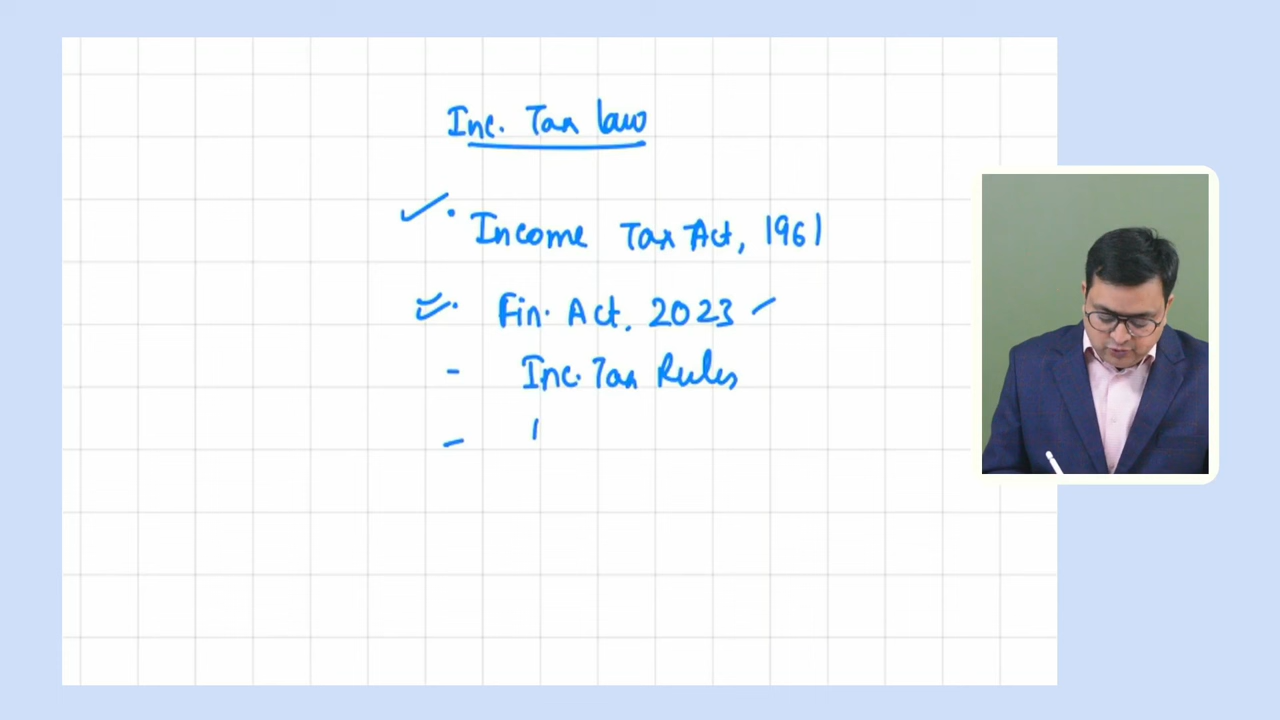 Inc. Tax law
Income Tax Act, 1961
Fin. Act. 2023
Inc. Tax Rules